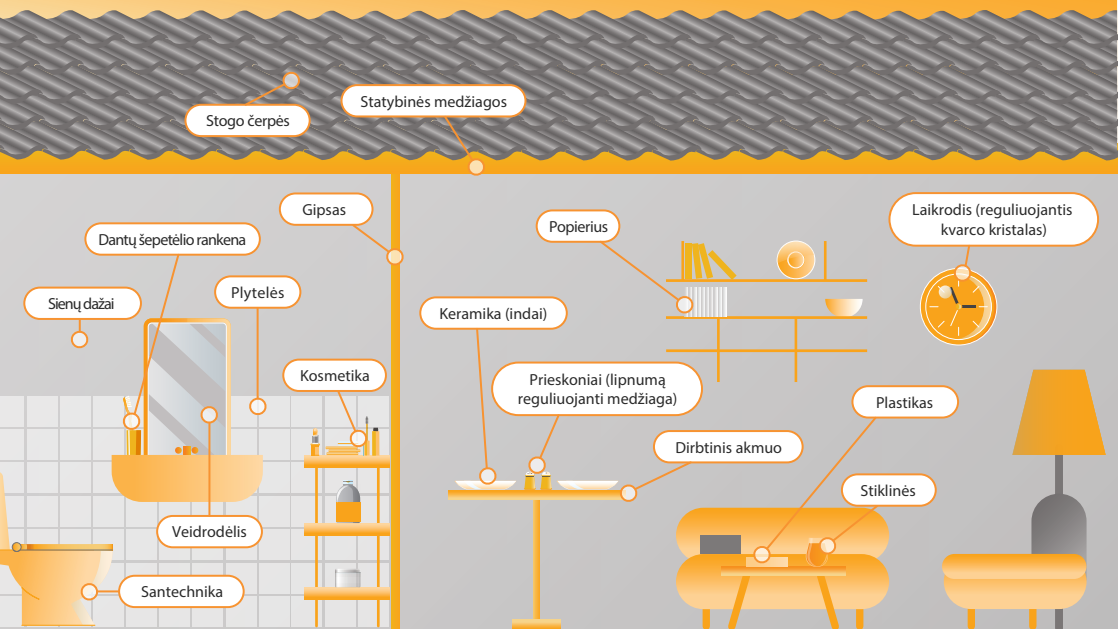 Stogo čerpės
Statybinės medžiagos
Gipsas
Dantų šepetėlio rankena
Sienų dažai
Plytelės
Kosmetika
Veidrodėlis
Santechnika
Popierius
Laikrodis (reguliuojantis
kvarco kristalas)
Keramika (indai)
Prieskoniai (lipnumą
reguliuojanti medžiaga)
Plastikas
Dirbtinis akmuo
Stiklinės